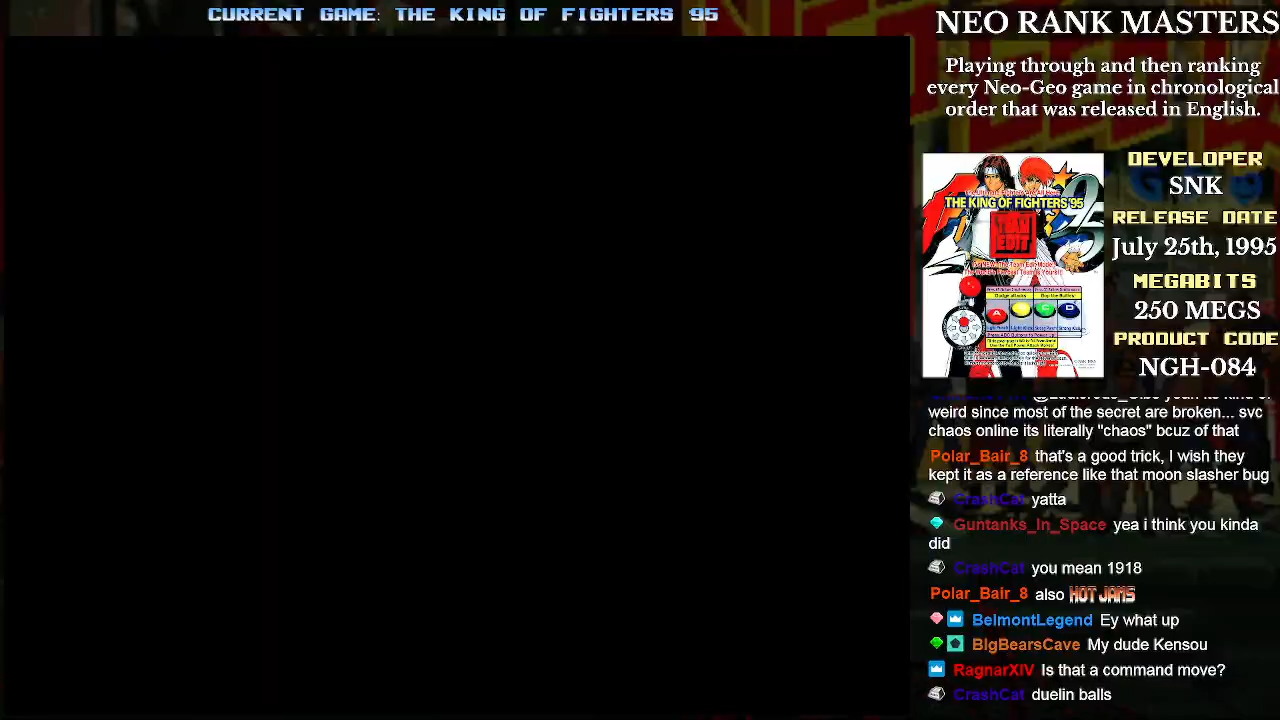 CURRENT GAME: THE KING OF FIGHTERS 95
NEO RANK MASTERS
Playing through and then ranking
every Neo-Geo game in chronological
order that was released in English.
THE KING OF FIGHTERS '95
TEAM
EDIT
A
D
DEVELOPER
SNK
RELEASE DATE
July 25th, 1995
MEGABITS
250 MEGS
PRODUCT CODE
NGH-084
weird since most of the secret are broken... svc
chaos online its literally "chaos" bcuz of that
Polar_Bair_8 that's a good trick, I wish they
kept it as a reference like that moon slasher bug
CrashCat yatta
Guntanks_In_Space yea i think you kinda
did
CrashCat you mean 1918
Polar_Bair_8 also HOT JAMS
BelmontLegend Ey what up
BigBearsCave My dude Kensou
RagnarXIV Is that a command move?
CrashCat duelin balls